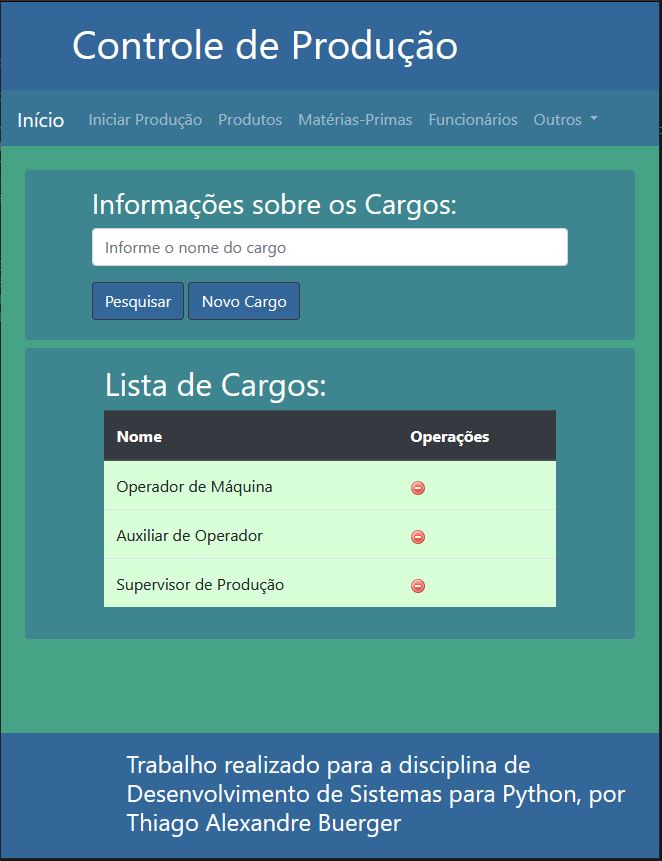 Controle de Produção
Início Iniciar Produção Produtos Matérias-Primas Funcionários Outros
Informações sobre os Cargos:
Informe o nome do cargo
Pesquisar Novo Cargo
Lista de Cargos:
Nome Operações
Operador de Máquina
Auxiliar de Operador
Supervisor de Produção
Trabalho realizado para a disciplina de
Desenvolvimento de Sistemas para Python, por
Thiago Alexandre Buerger